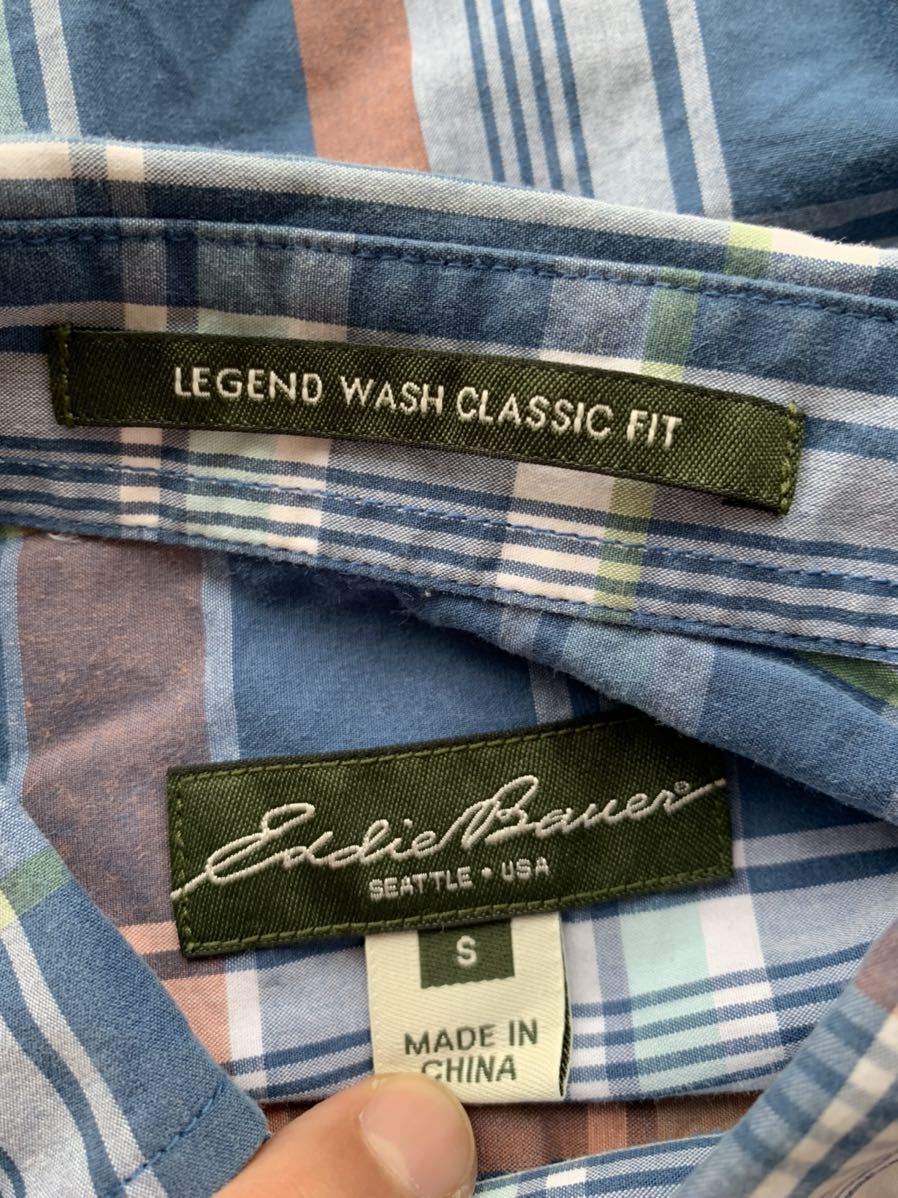 LEGEND WASH CLASSIC FIT
Eddie Bauer®
SEATTLE • USA
S
MADE IN
CHINA